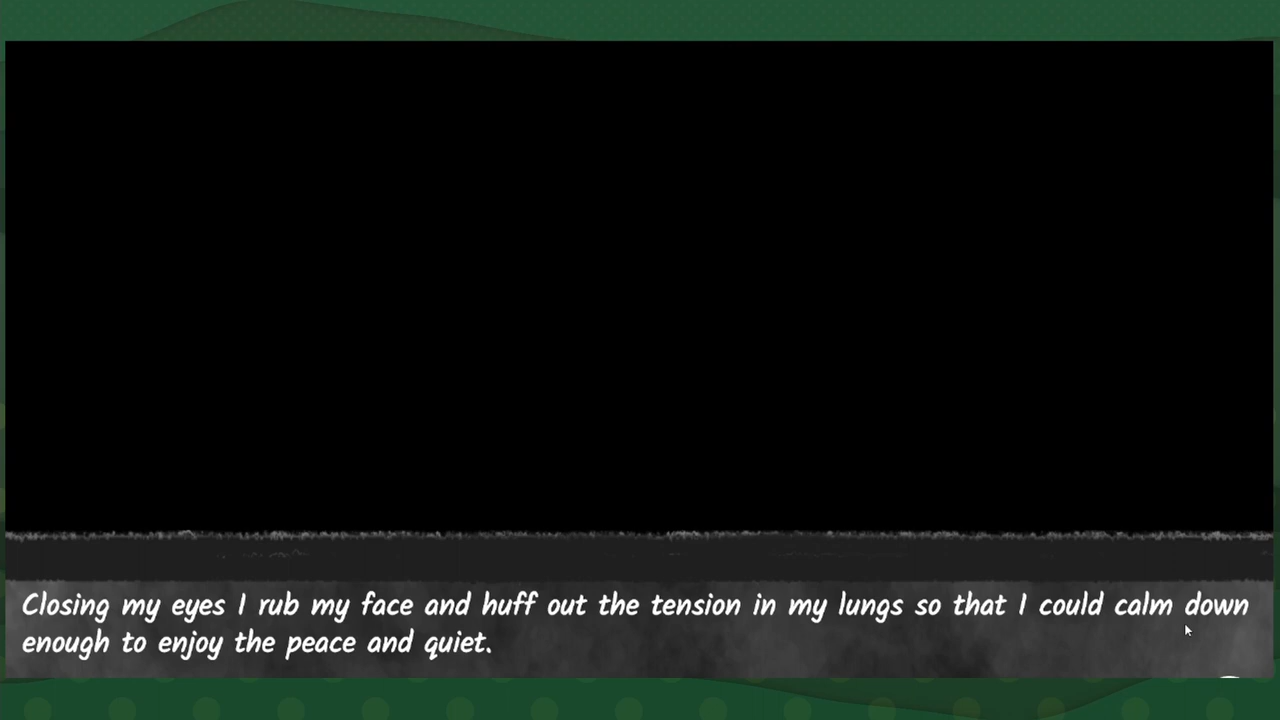 Closing my eyes I rub my face and huff out the tension in my lungs so that I could calm down
enough to enjoy the peace and quiet.